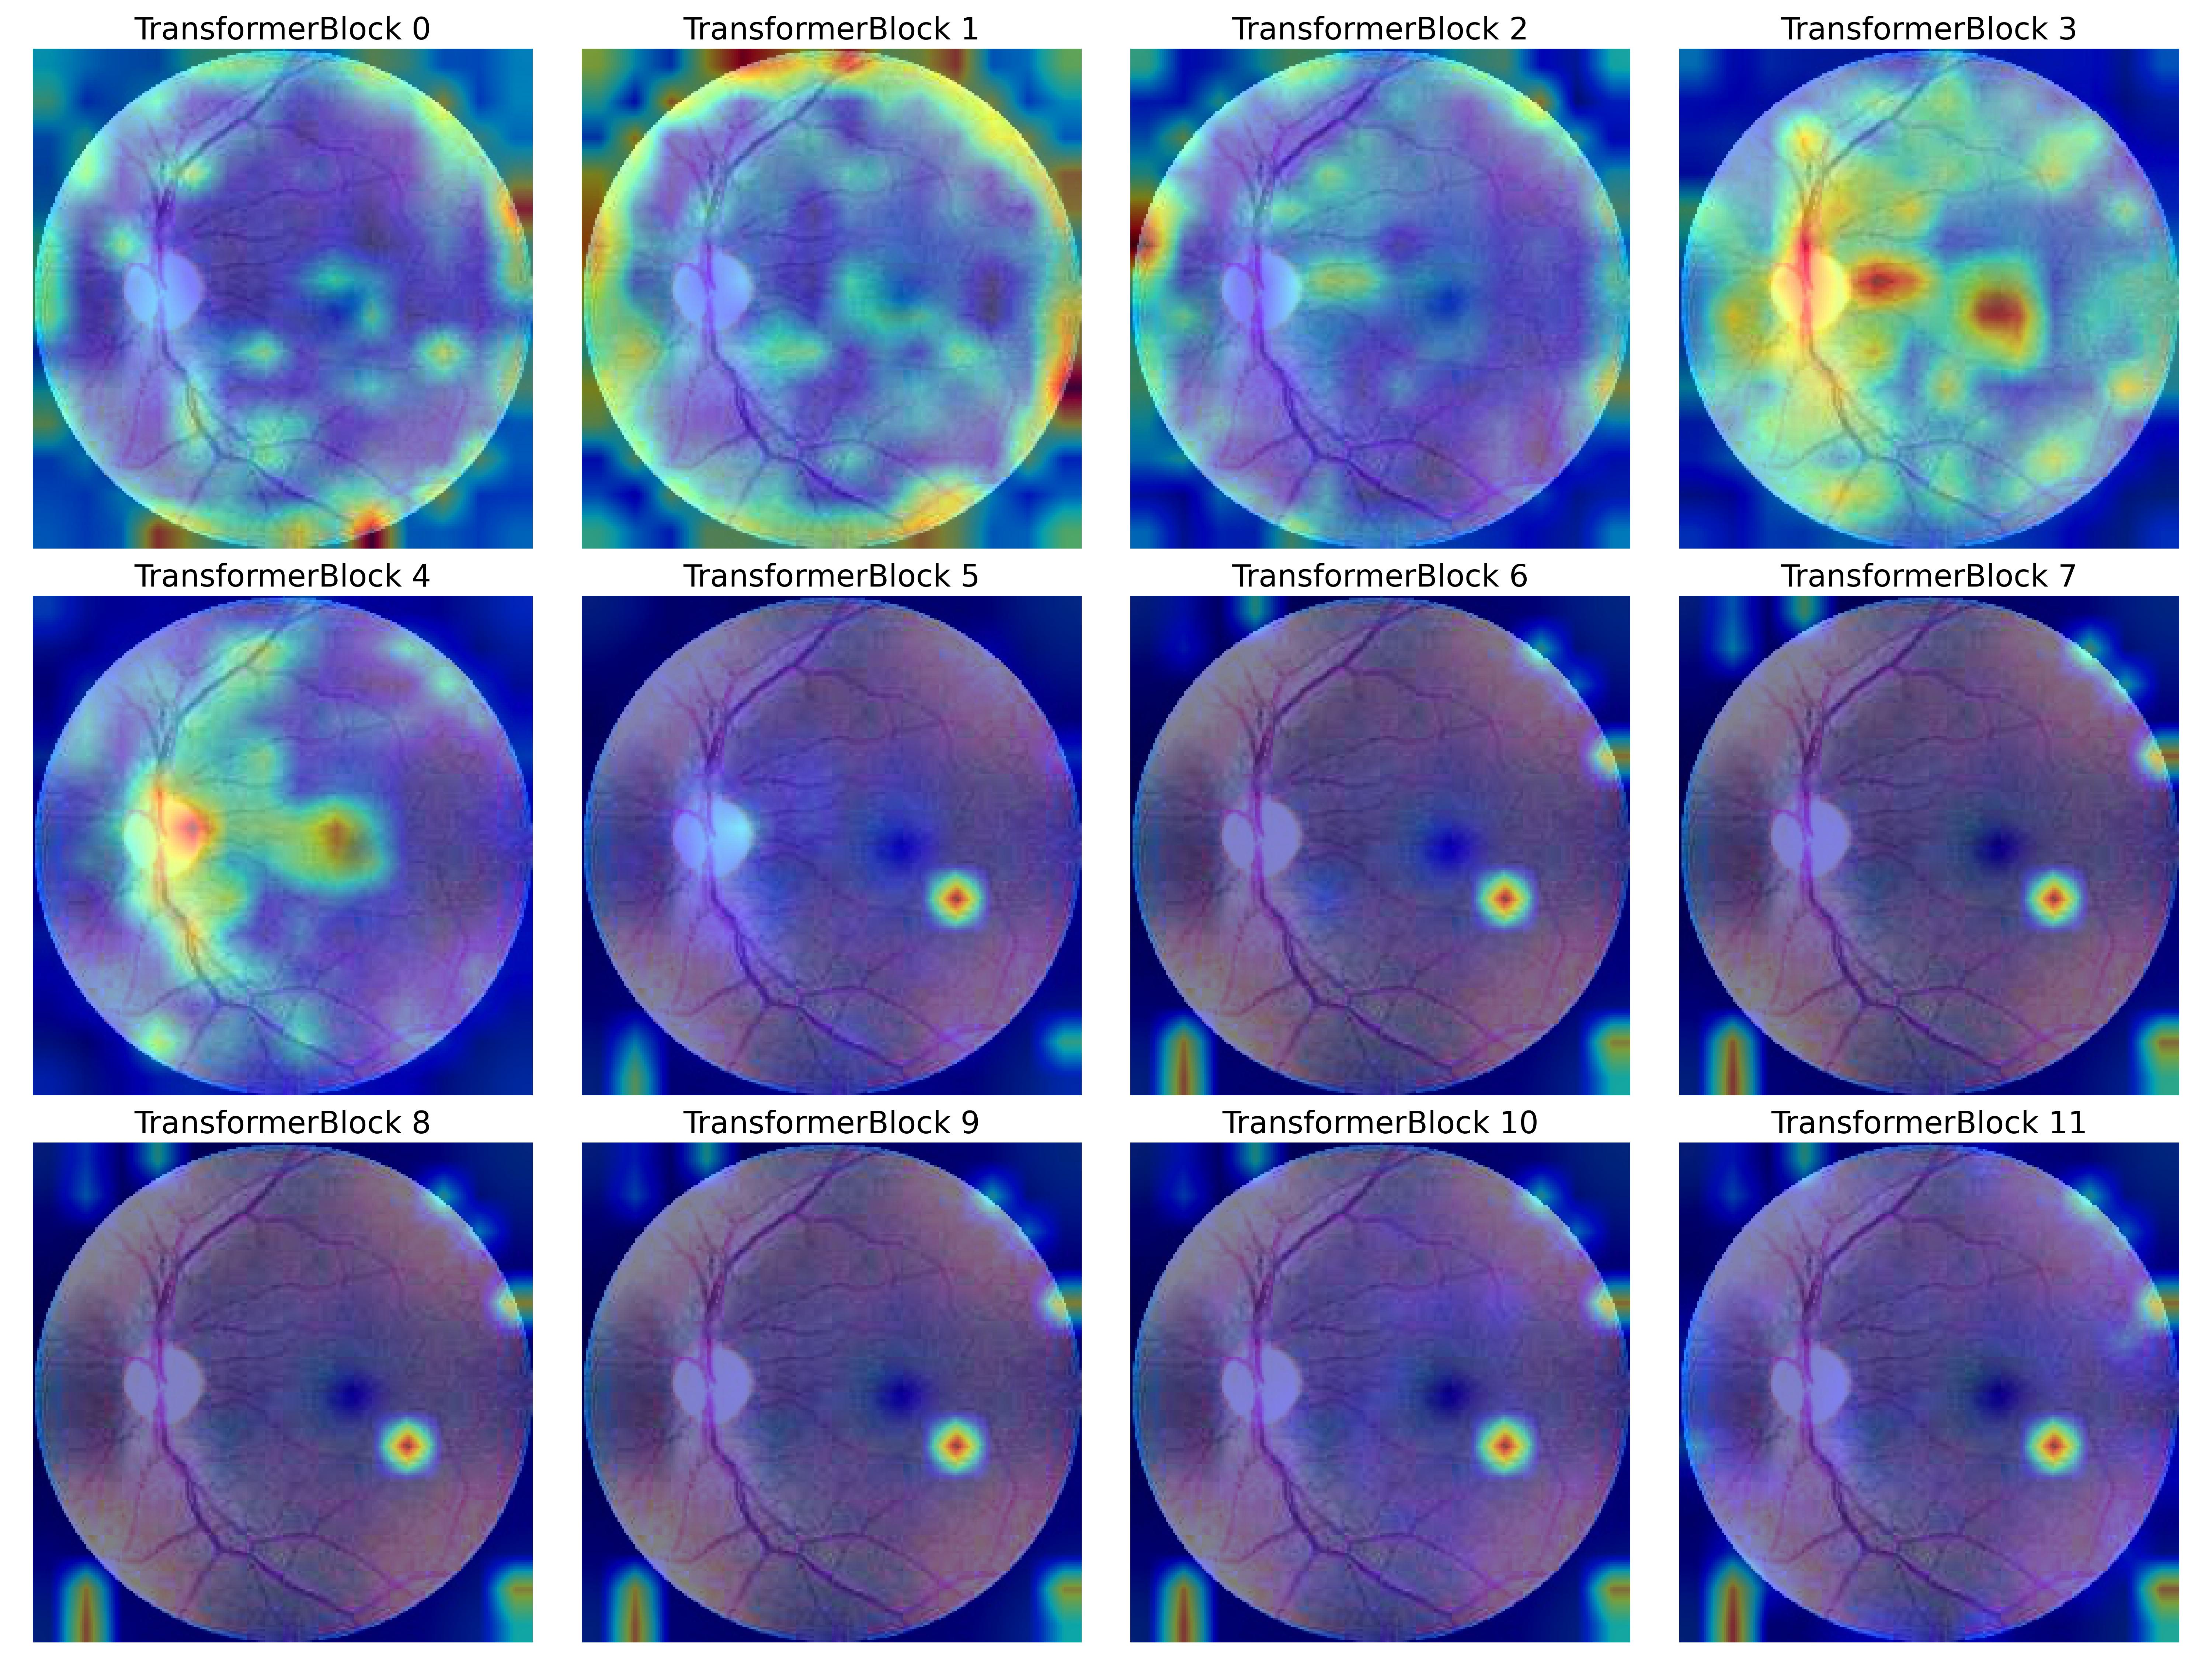 TransformerBlock 0
TransformerBlock 1
TransformerBlock 2
TransformerBlock 3
TransformerBlock 4
TransformerBlock 5
TransformerBlock 6
TransformerBlock 7
TransformerBlock 8
TransformerBlock 9
TransformerBlock 10
TransformerBlock 11